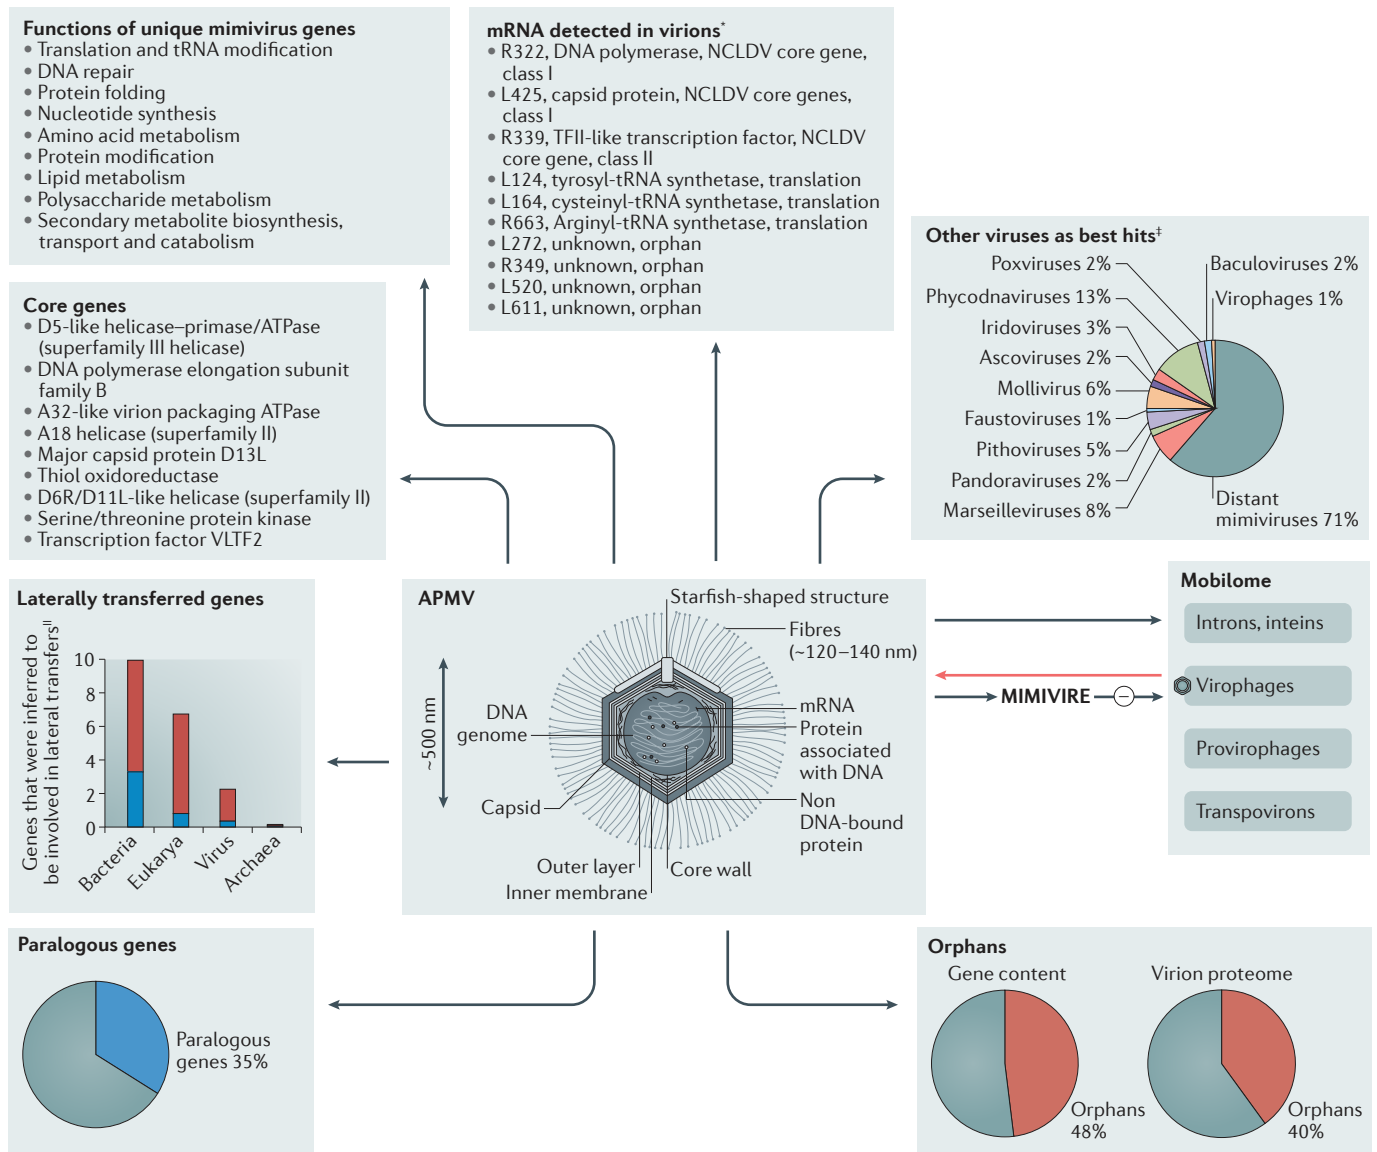 Functions of unique mimivirus genes
• Translation and tRNA modification
• DNA repair
• Protein folding
• Nucleotide synthesis
• Amino acid metabolism
• Protein modification
• Lipid metabolism
• Polysaccharide metabolism
• Secondary metabolite biosynthesis,
transport and catabolism
mRNA detected in virions*
• R322, DNA polymerase, NCLDV core gene,
class I
• L425, capsid protein, NCLDV core genes,
class I
• R339, TFII-like transcription factor, NCLDV
core gene, class II
• L124, tyrosyl-tRNA synthetase, translation
• L164, cysteinyl-tRNA synthetase, translation
• R663, Arginyl-tRNA synthetase, translation
• L272, unknown, orphan
• R349, unknown, orphan
• L520, unknown, orphan
• L611, unknown, orphan
Other viruses as best hits‡
Poxviruses 2%
Baculoviruses 2%
Phycodnaviruses 13%
Virophages 1%
Iridoviruses 3%
Ascoviruses 2%
Mollivirus 6%
Faustoviruses 1%
Pithoviruses 5%
Pandoraviruses 2%
Marseilleviruses 8%
Distant
mimiviruses 71%
Core genes
• D5-like helicase–primase/ATPase
(superfamily III helicase)
• DNA polymerase elongation subunit
family B
• A32-like virion packaging ATPase
• A18 helicase (superfamily II)
• Major capsid protein D13L
• Thiol oxidoreductase
• D6R/D11L-like helicase (superfamily II)
• Serine/threonine protein kinase
• Transcription factor VLTF2
Laterally transferred genes
Genes that were inferred to
be involved in lateral transfers||
10
8
6
4
2
0
Bacteria
Eukarya
Virus
Archaea
APMV
Starfish-shaped structure
Fibres
(~120–140 nm)
~500 nm
DNA
genome
mRNA
Protein
associated
with DNA
Capsid
Non
DNA-bound
protein
Outer layer
Core wall
Inner membrane
MIMIVIRE
−
Mobilome
Introns, inteins
Virophages
Provirophages
Transpovirons
Paralogous genes
Paralogous
genes 35%
Orphans
Gene content
Virion proteome
Orphans
48%
Orphans
40%